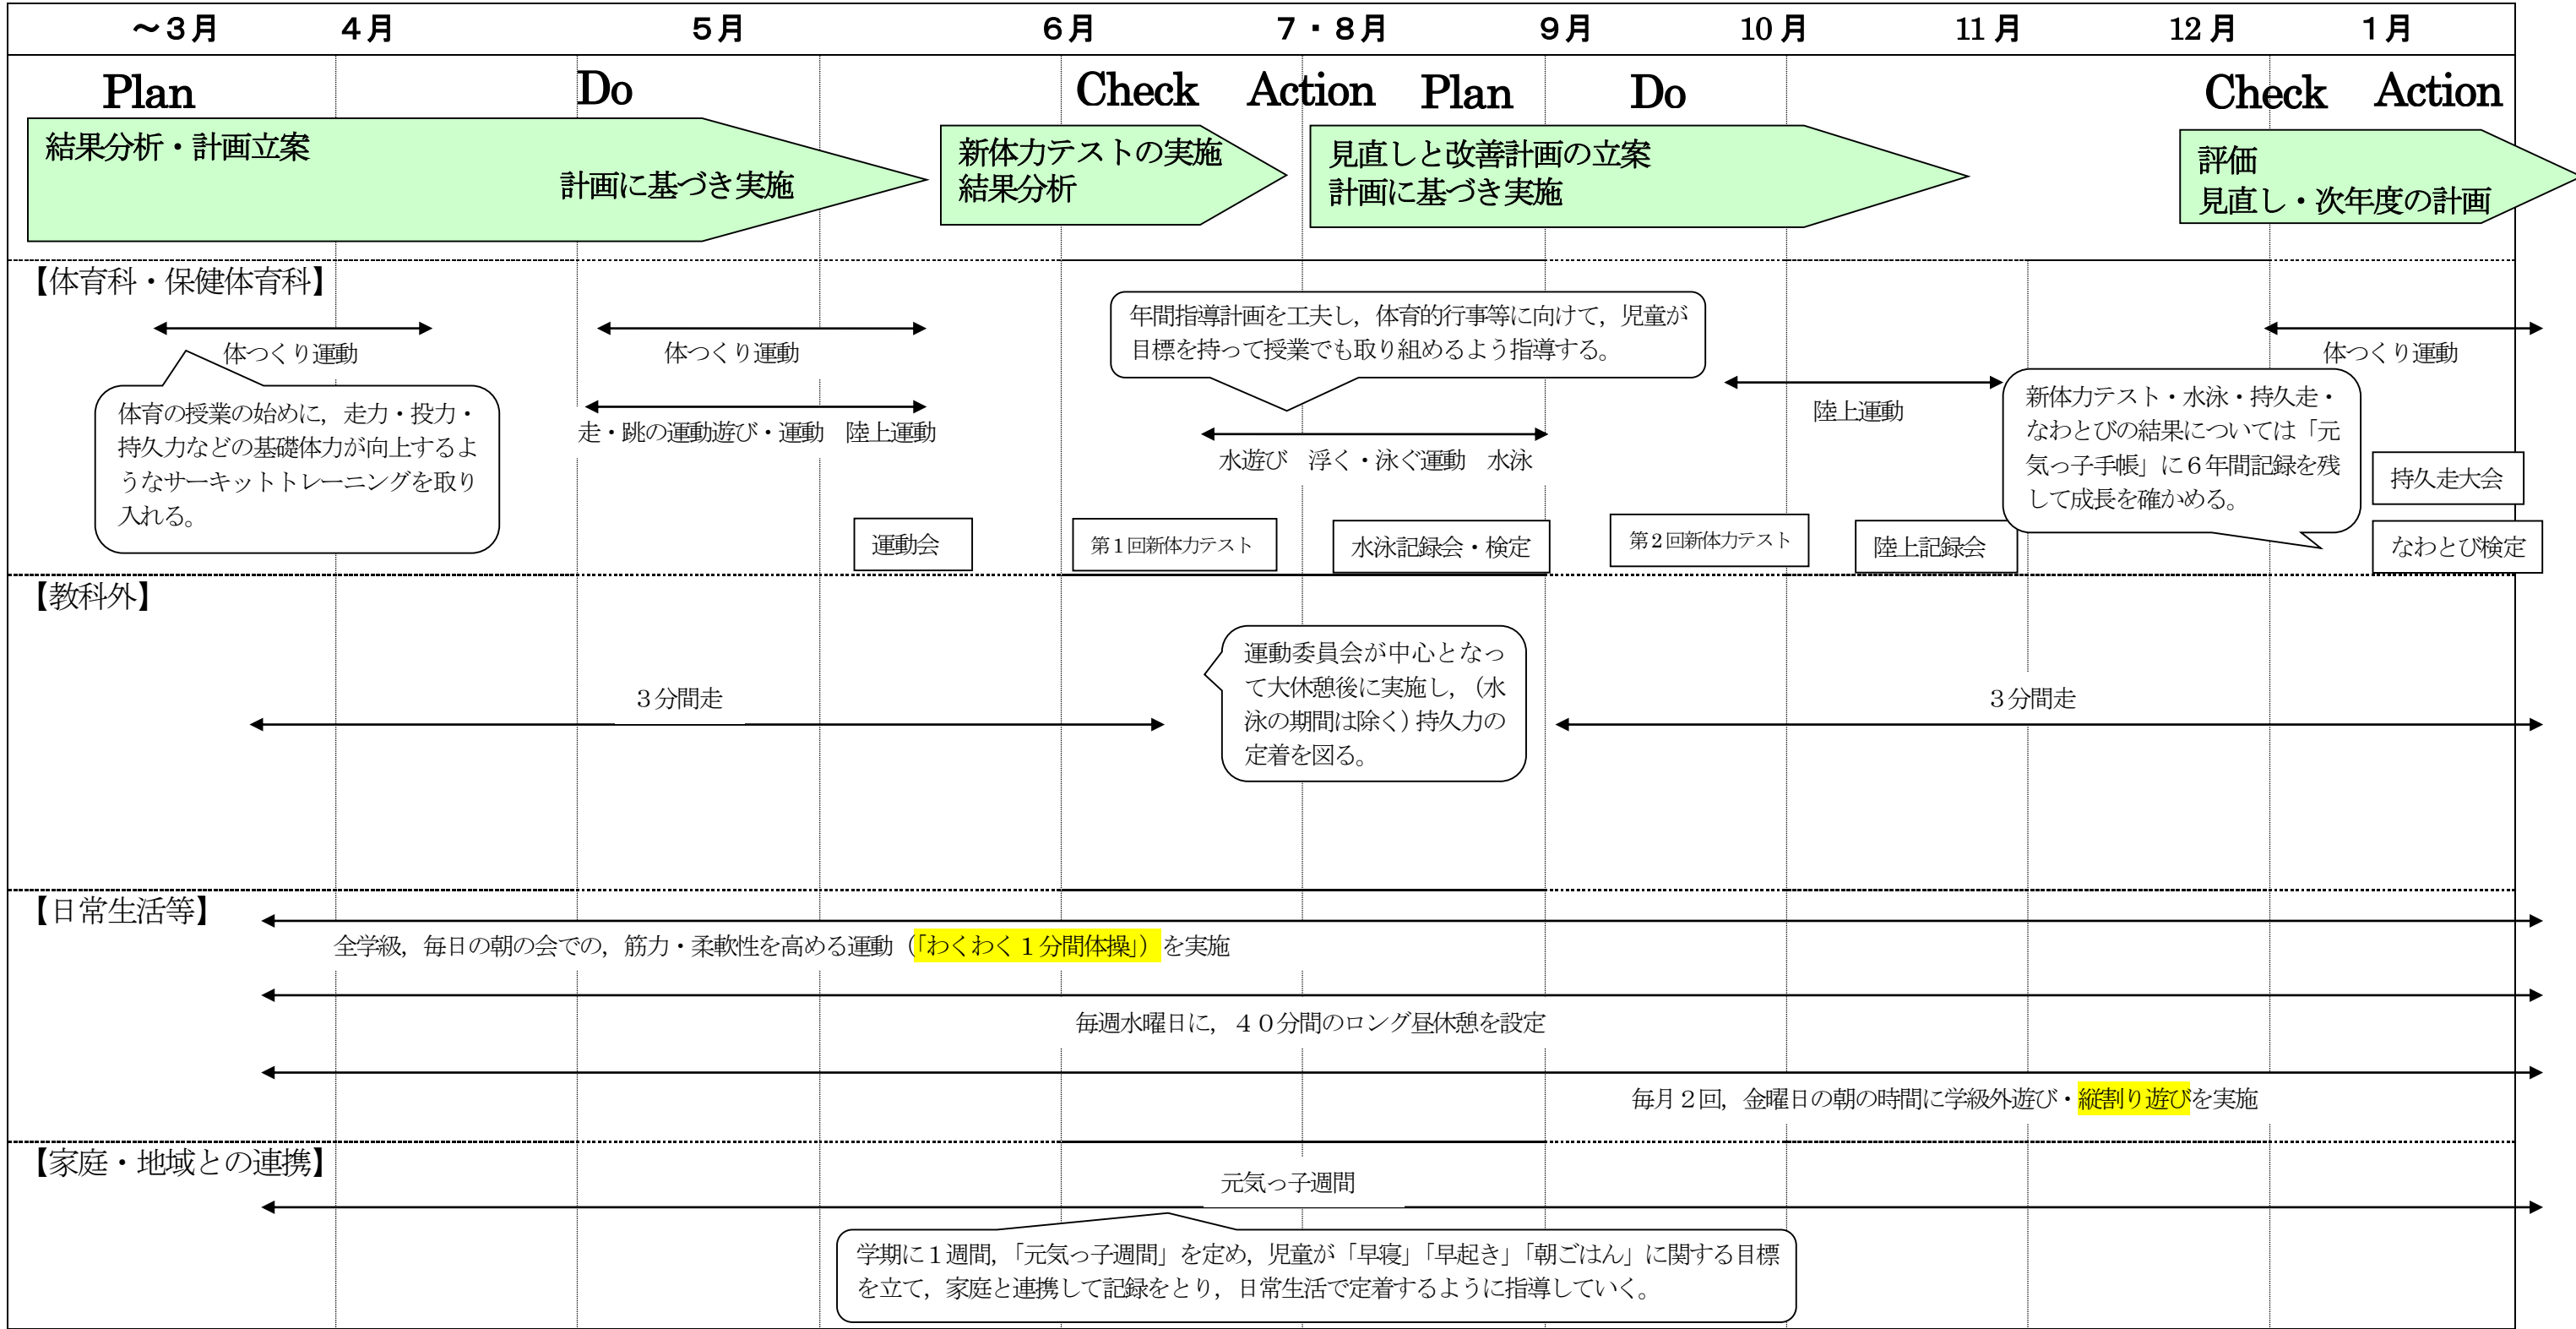 ～３月　４月　５月　６月　７・８月　９月　10月　11月　12月　１月
Plan　Do　Check　Action　Plan　Do　Check　Action
結果分析・計画立案
計画に基づき実施
新体力テストの実施
結果分析
見直しと改善計画の立案
計画に基づき実施
評価
見直し・次年度の計画
【体育科・保健体育科】
体つくり運動
体育の授業の始めに，走力・投力・
持久力などの基礎体力が向上するよ
うなサーキットトレーニングを取り
入れる。
体つくり運動
走・跳の運動遊び・運動　陸上運動
年間指導計画を工夫し，体育的行事等に向けて，児童が
目標を持って授業でも取り組めるよう指導する。
水遊び　浮く・泳ぐ運動　水泳
陸上運動
新体力テスト・水泳・持久走・
なわとびの結果については「元
気っ子手帳」に６年間記録を残
して成長を確かめる。
体つくり運動
持久走大会
運動会
第１回新体力テスト
水泳記録会・検定
第２回新体力テスト
陸上記録会
なわとび検定
【教科外】
３分間走
運動委員会が中心となっ
て大休憩後に実施し，（水
泳の期間は除く）持久力の
定着を図る。
３分間走
【日常生活等】
全学級，毎日の朝の会での，筋力・柔軟性を高める運動（「わくわく１分間体操」）を実施
毎週水曜日に，４０分間のロング昼休憩を設定
毎月２回，金曜日の朝の時間に学級外遊び・縦割り遊びを実施
【家庭・地域との連携】
元気っ子週間
学期に１週間，「元気っ子週間」を定め，児童が「早寝」「早起き」「朝ごはん」に関する目標
を立て，家庭と連携して記録をとり，日常生活で定着するように指導していく。